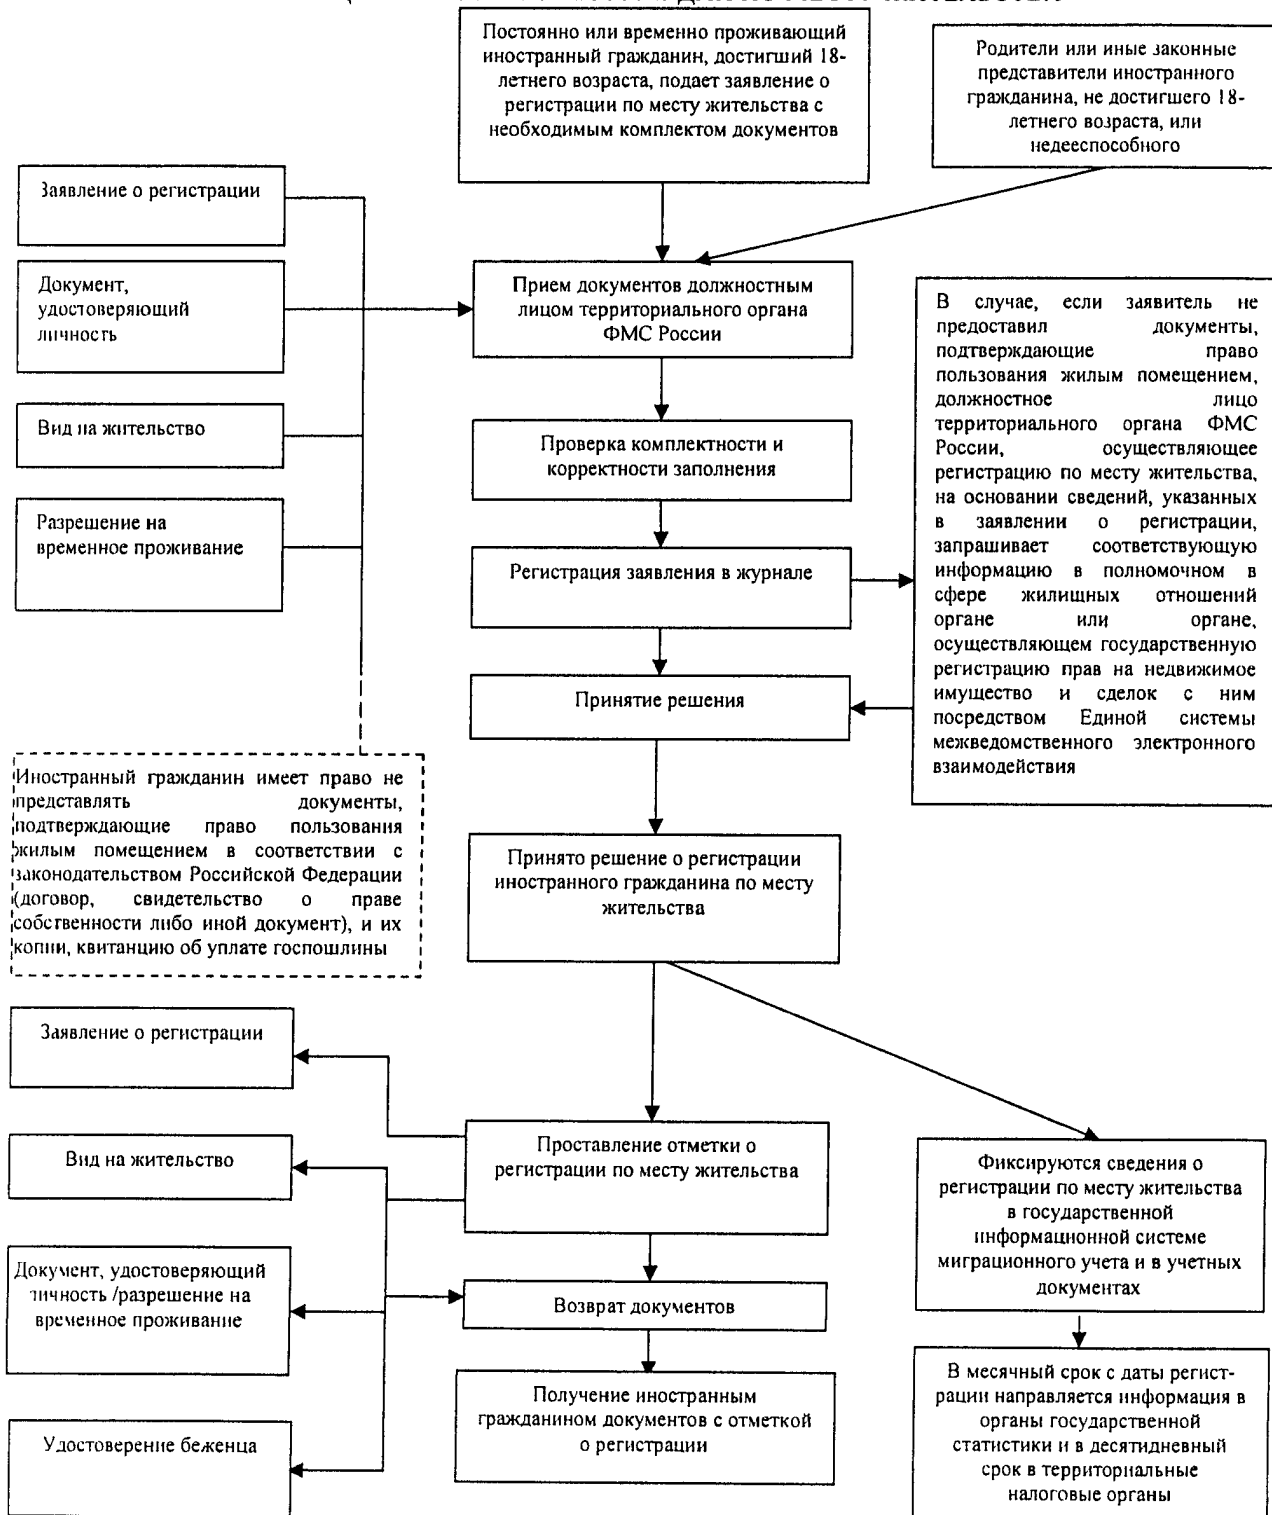 Постоянно или временно проживающий
иностранный гражданин, достигший 18-
летнего возраста, подает заявление о
регистрации по месту жительства с
необходимым комплектом документов
Родители или иные законные
представители иностранного
гражданина, не достигшего 18-
летнего возраста, или
недееспособного
Заявление о регистрации
Документ,
удостоверяющий
личность
Вид на жительство
Разрешение на
временное проживание
Прием документов должностным
лицом территориального органа
ФМС России
Проверка комплектности и
корректности заполнения
Регистрация заявления в журнале
Принятие решения
В случае, если заявитель не
предоставил документы,
подтверждающие право
пользования жилым помещением,
должностное лицо
территориального органа ФМС
России, осуществляющее
регистрацию по месту жительства,
на основании сведений, указанных
в заявлении о регистрации,
запрашивает соответствующую
информацию в полномочном в
сфере жилищных отношений
органе или органе,
осуществляющем государственную
регистрацию прав на недвижимое
имущество и сделок с ним
посредством Единой системы
межведомственного электронного
взаимодействия
Иностранный гражданин имеет право не
представлять документы,
подтверждающие право пользования
жилым помещением в соответствии с
законодательством Российской Федерации
(договор, свидетельство о праве
собственности либо иной документ), и их
копии, квитанцию об уплате госпошлины
Принято решение о регистрации
иностранного гражданина по месту
жительства
Заявление о регистрации
Вид на жительство
Документ, удостоверяющий
личность /разрешение на
временное проживание
Удостоверение беженца
Проставление отметки о
регистрации по месту жительства
Возврат документов
Получение иностранным
гражданином документов с отметкой
о регистрации
Фиксируются сведения о
регистрации по месту жительства
в государственной
информационной системе
миграционного учета и в учетных
документах
В месячный срок с даты регист-
рации направляется информация в
органы государственной
статистики и в десятидневный
срок в территориальные
налоговые органы